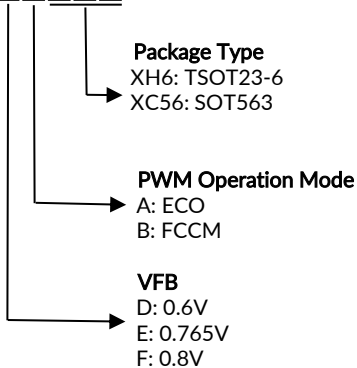 Package Type
XH6: TSOT23-6
XC56: SOT563
PWM Operation Mode
A: ECO
B: FCCM
VFB
D: 0.6V
E: 0.765V
F: 0.8V